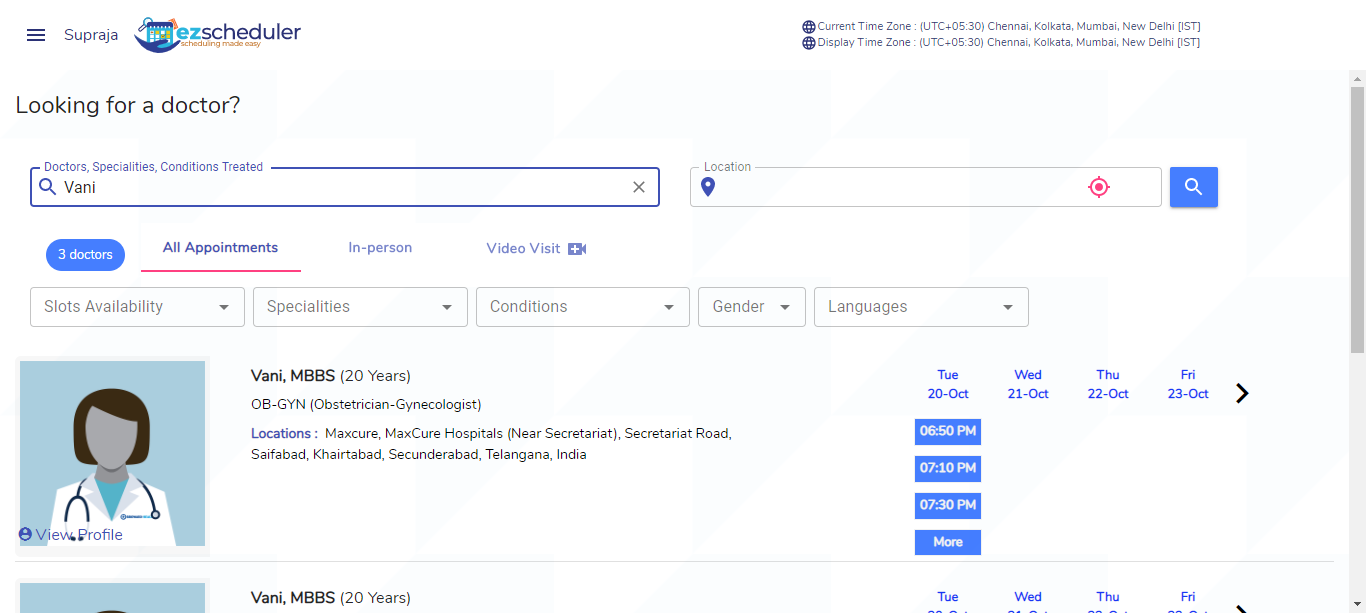 Supraja
ezscheduler
scheduling made easy
Current Time Zone : (UTC+05:30) Chennai, Kolkata, Mumbai, New Delhi [IST]
Display Time Zone : (UTC+05:30) Chennai, Kolkata, Mumbai, New Delhi [IST]
Looking for a doctor?
Doctors, Specialities, Conditions Treated
Vani
Location
3 doctors
All Appointments
In-person
Video Visit
Slots Availability
Specialities
Conditions
Gender
Languages
Vani, MBBS (20 Years)
OB-GYN (Obstetrician-Gynecologist)
Locations : Maxcure, MaxCure Hospitals (Near Secretariat), Secretariat Road,
Saifabad, Khairtabad, Secunderabad, Telangana, India
View Profile
Tue Wed Thu Fri
20-Oct 21-Oct 22-Oct 23-Oct
06:50 PM
07:10 PM
07:30 PM
More
Vani, MBBS (20 Years)
Tue Wed Thu Fri